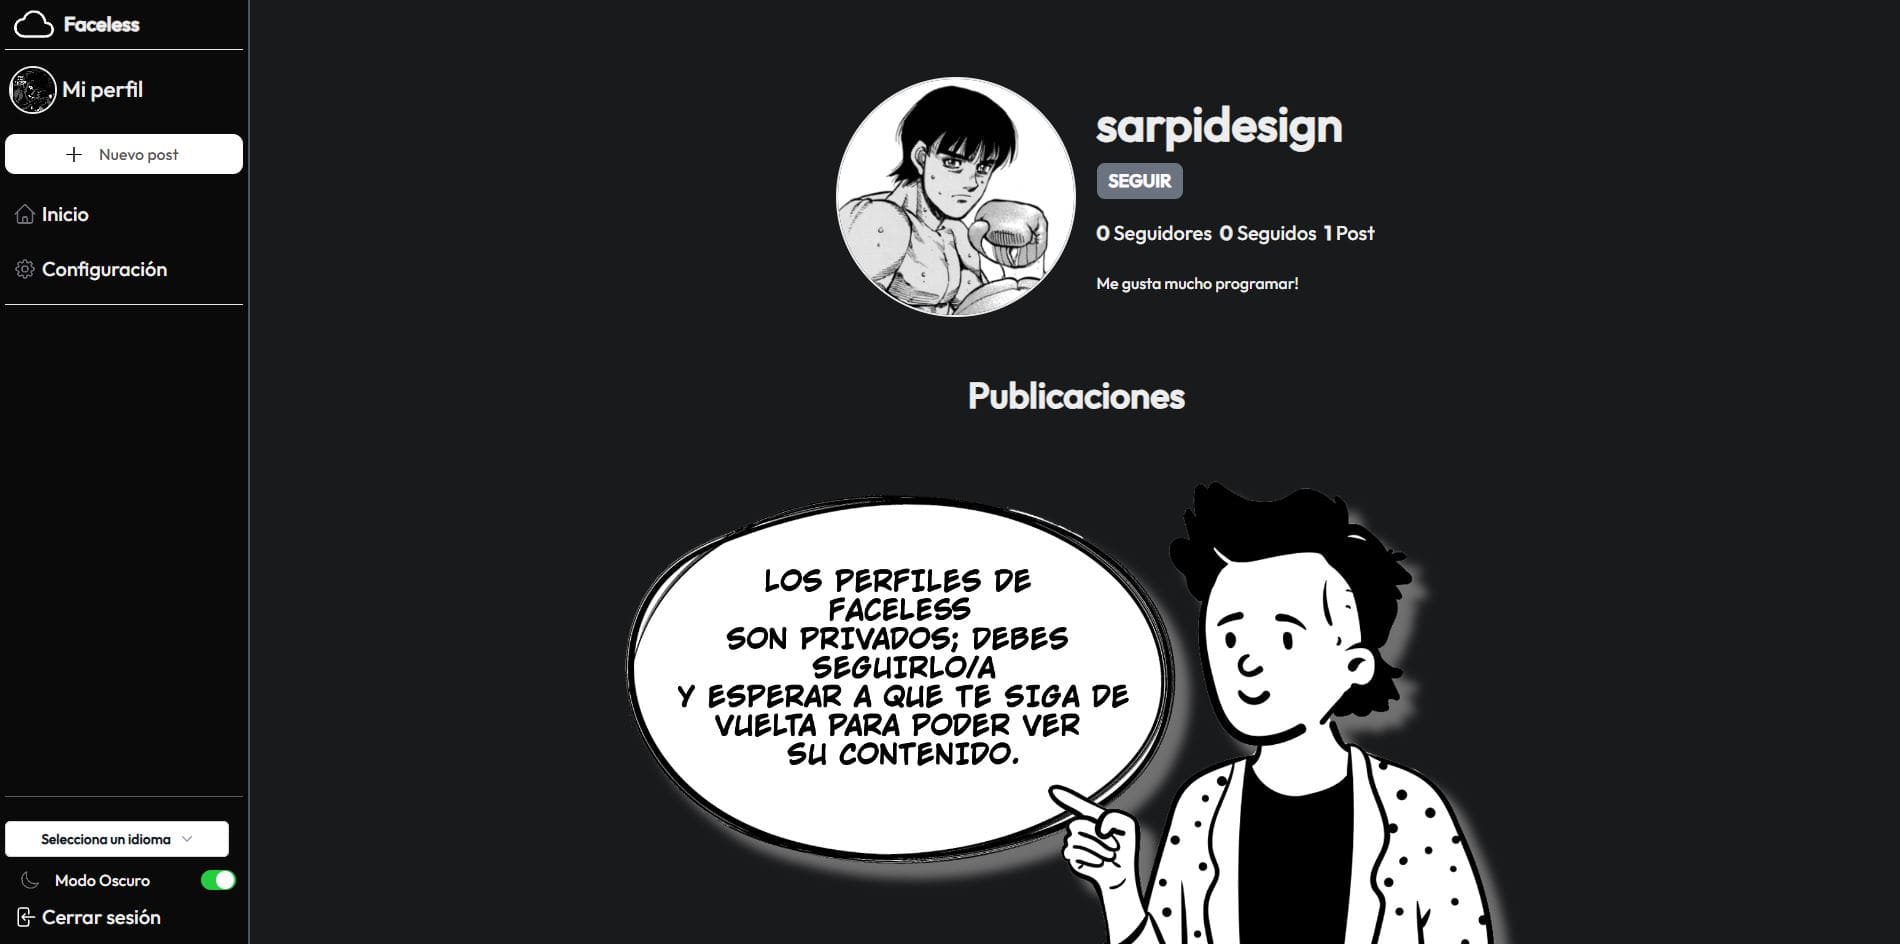 Faceless
Mi perfil
Nuevo post
Inicio
Configuración
Selecciona un idioma
Modo Oscuro
Cerrar sesión
sarpidesign
SEGUIR
0 Seguidores 0 Seguidos 1 Post
Me gusta mucho programar!
Publicaciones
LOS PERFILES DE
FACELESS
SON PRIVADOS; DEBES
SEGUIRLO/A
Y ESPERAR A QUE TE SIGA DE
VUELTA PARA PODER VER
SU CONTENIDO.